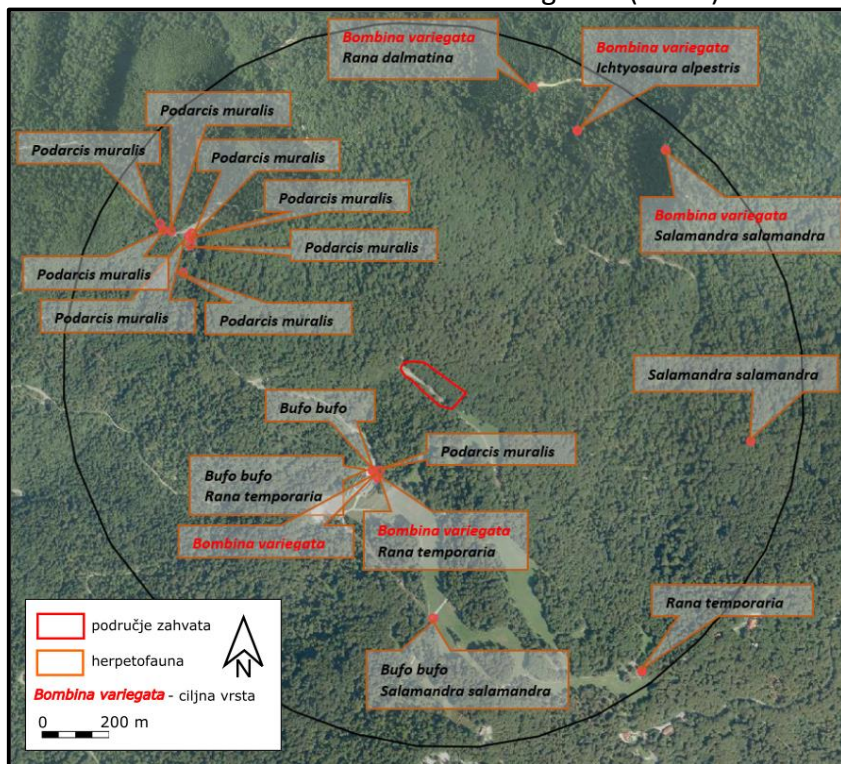 Bombina variegata
Rana dalmatina
Bombina variegata
Ichtyosaura alpestris
Podarcis muralis
Podarcis muralis
Podarcis muralis
Podarcis muralis
Podarcis muralis
Podarcis muralis
Podarcis muralis
Podarcis muralis
Bombina variegata
Salamandra salamandra
Salamandra salamandra
Bufo bufo
Podarcis muralis
Bufo bufo
Rana temporaria
Bombina variegata
Bombina variegata
Rana temporaria
Rana temporaria
Bufo bufo
Salamandra salamandra
područje zahvata
herpetofauna
N
Bombina variegata - ciljna vrsta
0 200 m